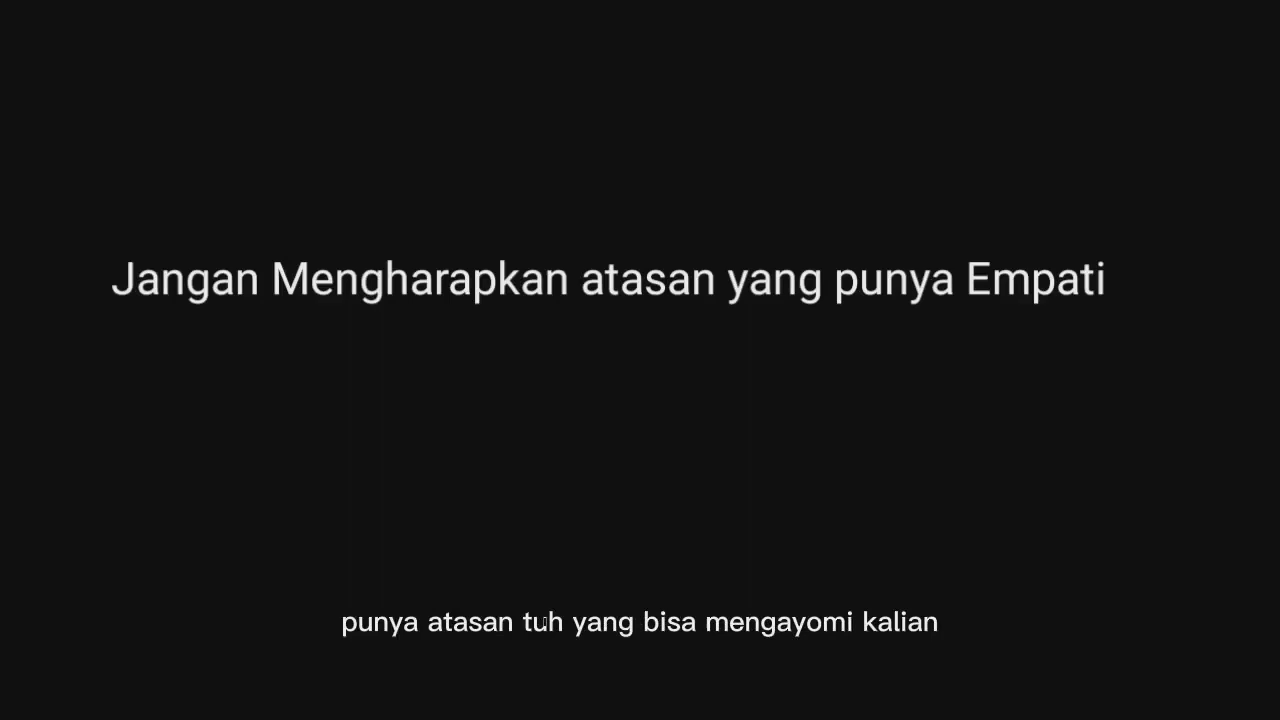 Jangan Mengharapkan atasan yang punya Empati
punya atasan tuh yang bisa mengayomi kalian